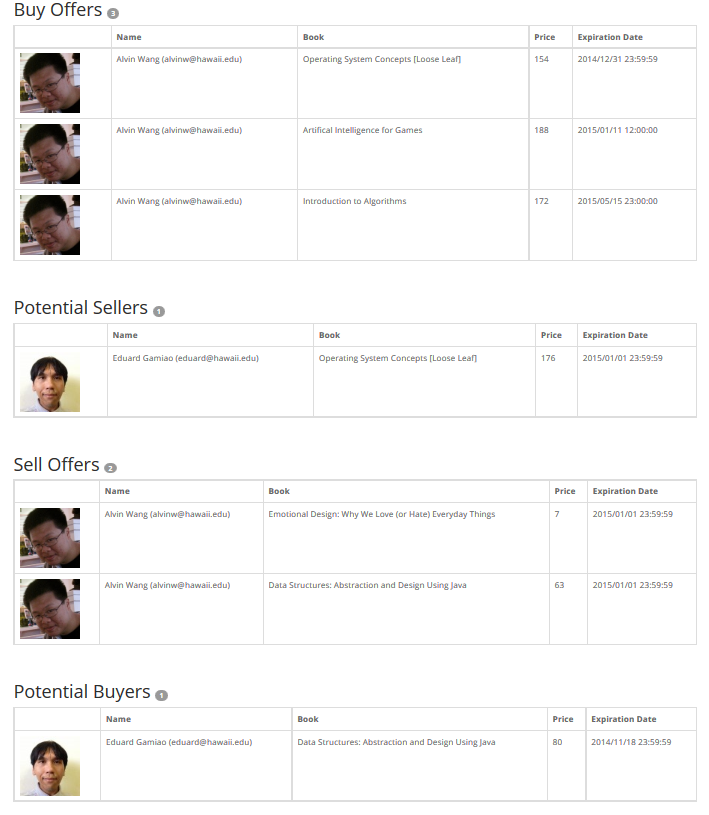 Buy Offers 3
Name Book Price Expiration Date
Alvin Wang (alvinw@hawaii.edu) Operating System Concepts [Loose Leaf] 154 2014/12/31 23:59:59
Alvin Wang (alvinw@hawaii.edu) Artifical Intelligence for Games 188 2015/01/11 12:00:00
Alvin Wang (alvinw@hawaii.edu) Introduction to Algorithms 172 2015/05/15 23:00:00
Potential Sellers 1
Name Book Price Expiration Date
Eduard Gamiao (eduard@hawaii.edu) Operating System Concepts [Loose Leaf] 176 2015/01/01 23:59:59
Sell Offers 2
Name Book Price Expiration Date
Alvin Wang (alvinw@hawaii.edu) Emotional Design: Why We Love (or Hate) Everyday Things 7 2015/01/01 23:59:59
Alvin Wang (alvinw@hawaii.edu) Data Structures: Abstraction and Design Using Java 63 2015/01/01 23:59:59
Potential Buyers 1
Name Book Price Expiration Date
Eduard Gamiao (eduard@hawaii.edu) Data Structures: Abstraction and Design Using Java 80 2014/11/18 23:59:59